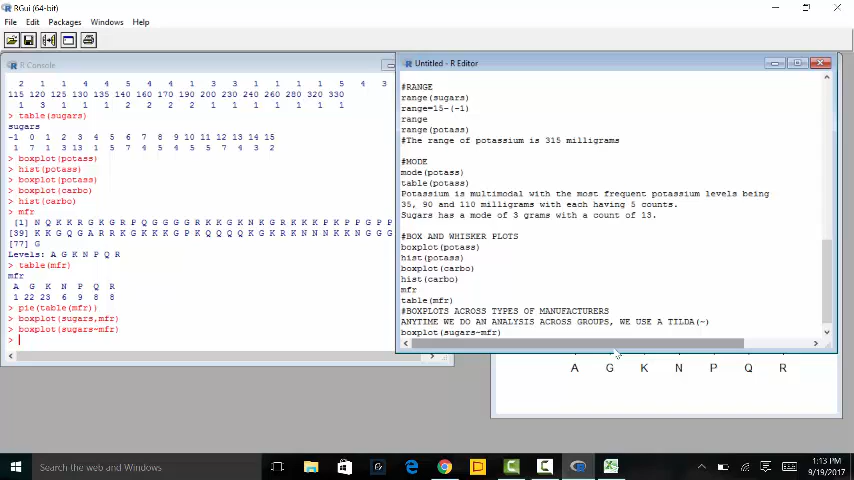 RGui (64-bit)
File Edit Packages Windows Help
R Console
2 1 1 4 4 5 4 4 1 3 3 1 1 1 1 5 4 3
115 120 125 130 135 140 160 170 190 200 230 240 260 280 320 330
1 3 1 1 1 2 2 2 1 1 1 1 1 1 1 1
> table(sugars)
sugars
-1 0 1 2 3 4 5 6 7 8 9 10 11 12 13 14 15
1 7 1 3 13 1 5 7 4 5 4 5 5 7 4 3 2
> boxplot(potass)
> hist(potass)
> boxplot(carbo)
> hist(carbo)
> mfr
[1] N Q K K R G K G R P Q G G G G R K K G K N K G R K K K P K P P G P P
[39] K K G Q G A R R K G K K K G P K Q Q Q Q K G K R K N N N K N G G G
[77] G
Levels: A G K N P Q R
> table(mfr)
mfr
A G K N P Q R
1 22 23 6 9 8 8
> pie(table(mfr))
> boxplot(sugars,mfr)
> boxplot(sugars~mfr)
>
Untitled - R Editor
#RANGE
range(sugars)
range=15-(-1)
range
range(potass)
#The range of potassium is 315 milligrams
#MODE
mode(potass)
table(potass)
Potassium is multimodal with the most frequent potassium levels being
35, 90 and 110 milligrams with each having 5 counts.
Sugars has a mode of 3 grams with a count of 13.
#BOX AND WHISKER PLOTS
boxplot(potass)
hist(potass)
boxplot(carbo)
hist(carbo)
mfr
table(mfr)
#BOXPLOTS ACROSS TYPES OF MANUFACTURERS
ANYTIME WE DO AN ANALYSIS ACROSS GROUPS, WE USE A TILDA(~)
boxplot(sugars~mfr)
A G K N P Q R
Search the web and Windows
1:13 PM
9/19/2017